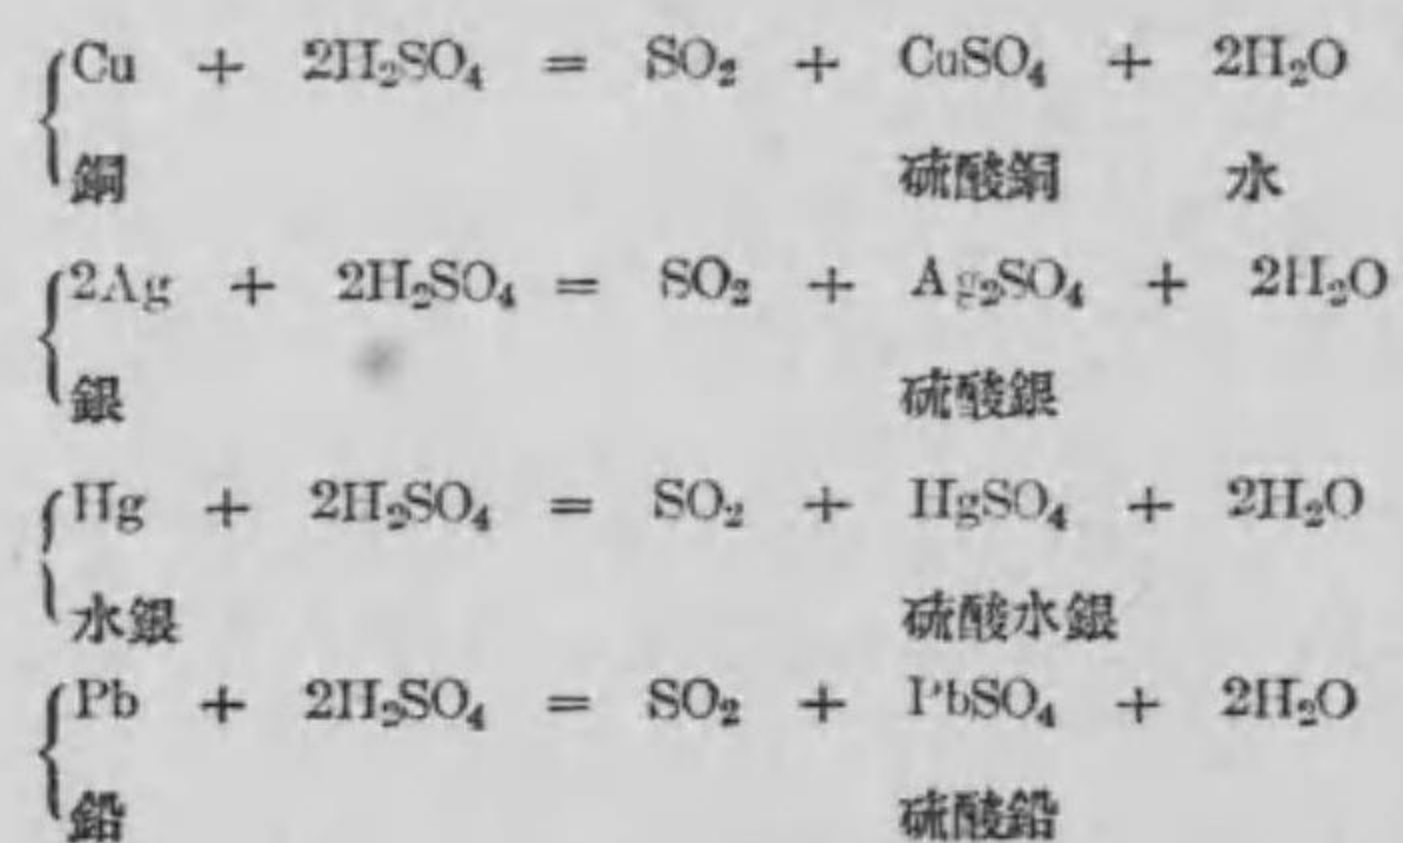 Cu + 2H₂SO₄ = SO₂ + CuSO₄ + 2H₂O
銅 硫酸銅 水
2Ag + 2H₂SO₄ = SO₂ + Ag₂SO₄ + 2H₂O
銀 硫酸銀
Hg + 2H₂SO₄ = SO₂ + HgSO₄ + 2H₂O
水銀 硫酸水銀
Pb + 2H₂SO₄ = SO₂ + PbSO₄ + 2H₂O
鉛 硫酸鉛